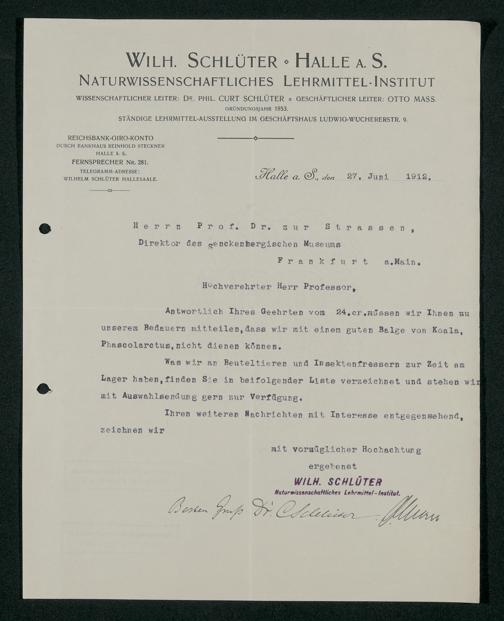 WILH. SCHLÜTER • HALLE A. S.
NATURWISSENSCHAFTLICHES LEHRMITTEL-INSTITUT
WISSENSCHAFTLICHER LEITER: DR. PHIL. CURT SCHLÜTER • GESCHÄFTLICHER LEITER: OTTO MASS.
GRÜNDUNGSJAHR 1853.
STÄNDIGE LEHRMITTEL-AUSSTELLUNG IM GESCHÄFTSHAUS LUDWIG-WUCHERERSTR. 9.
REICHSBANK-GIRO-KONTO
DURCH BANKHAUS REINHOLD STECKNER
HALLE A. S.
FERNSPRECHER NR. 281.
TELEGRAMM-ADRESSE:
WILHELM SCHLÜTER HALLESAALE.
Halle a. S., den 27. Juni 1912.
Herrn Prof. Dr. zur Strassen,
Direktor des Senckenbergischen Museums
Frankfurt a.Main.
Hochverehrter Herr Professor,
Antwortlich Ihres Geehrten vom 24.cr.müssen wir Ihnen zu
unserem Bedauern mitteilen,dass wir mit einem guten Balge von Koala,
Phascolarctus,nicht dienen können.
Was wir an Beuteltieren und Insektenfressern zur Zeit am
Lager haben,finden Sie in beifolgender Liste verzeichnet und stehen wir
mit Auswahlsendung gern zur Verfügung.
Ihren weiteren Nachrichten mit Interesse entgegensehend,
zeichnen wir
mit vorzüglicher Hochachtung
ergebenst
WILH. SCHLÜTER
Naturwissenschaftliches Lehrmittel-Institut.
Besten Gruß Dr. C Schlüter